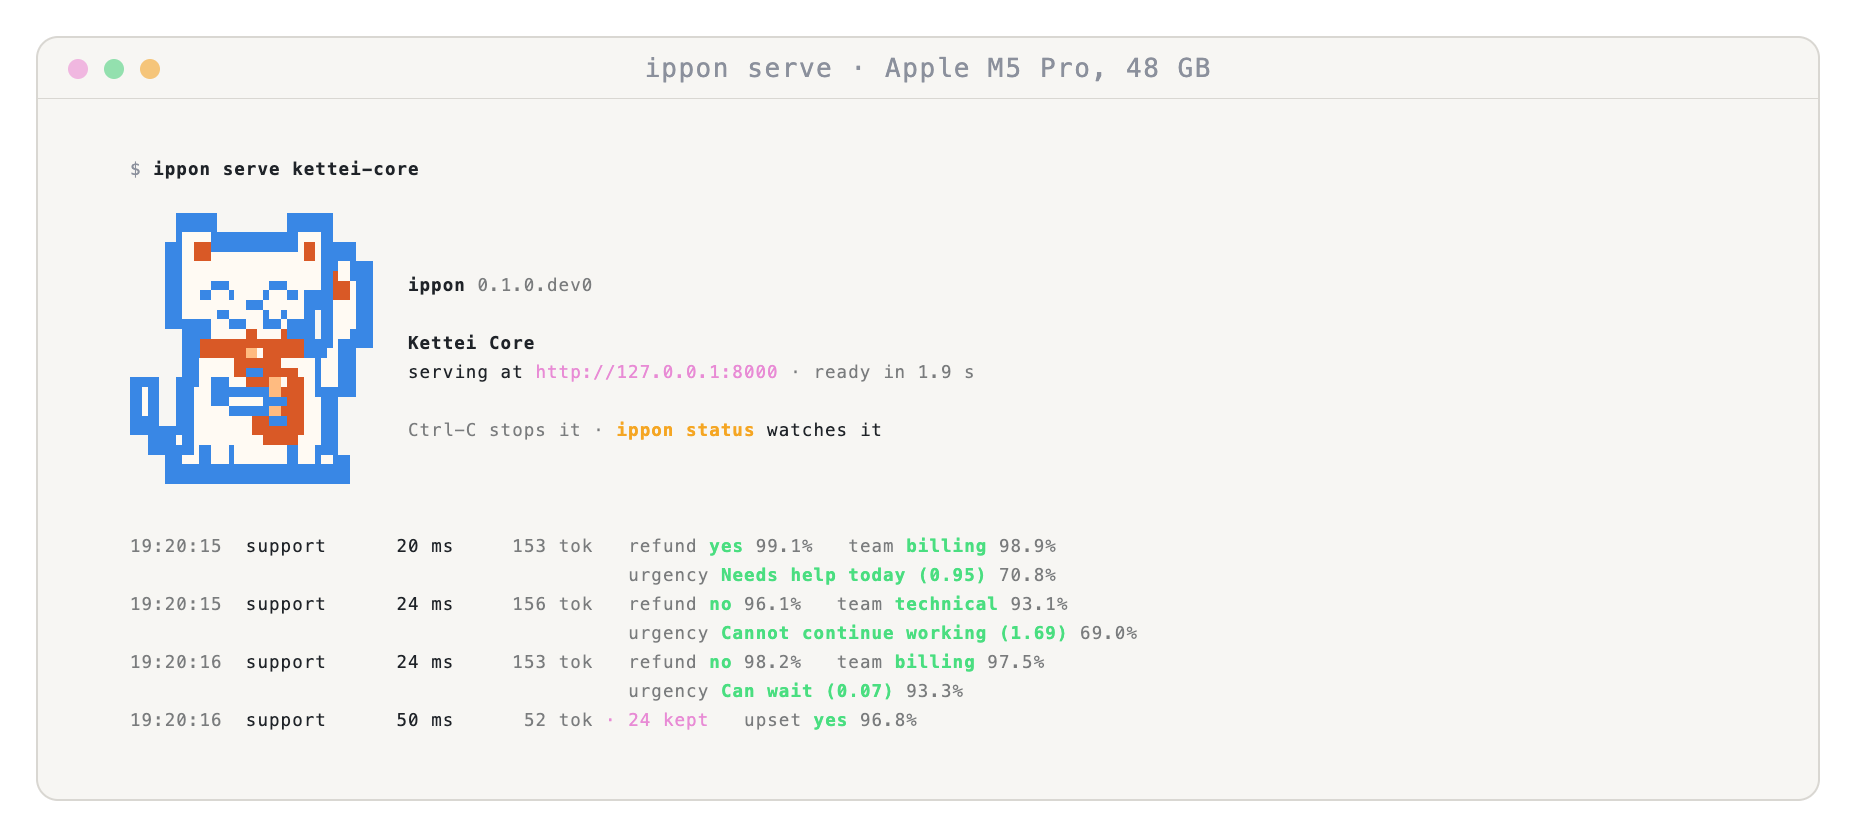 ippon serve · Apple M5 Pro, 48 GB
$ ippon serve kettei-core
ippon 0.1.0.dev0
Kettei Core
serving at http://127.0.0.1:8000 · ready in 1.9 s
Ctrl-C stops it · ippon status watches it
19:20:15 support 20 ms 153 tok refund yes 99.1% team billing 98.9%
urgency Needs help today (0.95) 70.8%
19:20:15 support 24 ms 156 tok refund no 96.1% team technical 93.1%
urgency Cannot continue working (1.69) 69.0%
19:20:16 support 24 ms 153 tok refund no 98.2% team billing 97.5%
urgency Can wait (0.07) 93.3%
19:20:16 support 50 ms 52 tok · 24 kept upset yes 96.8%